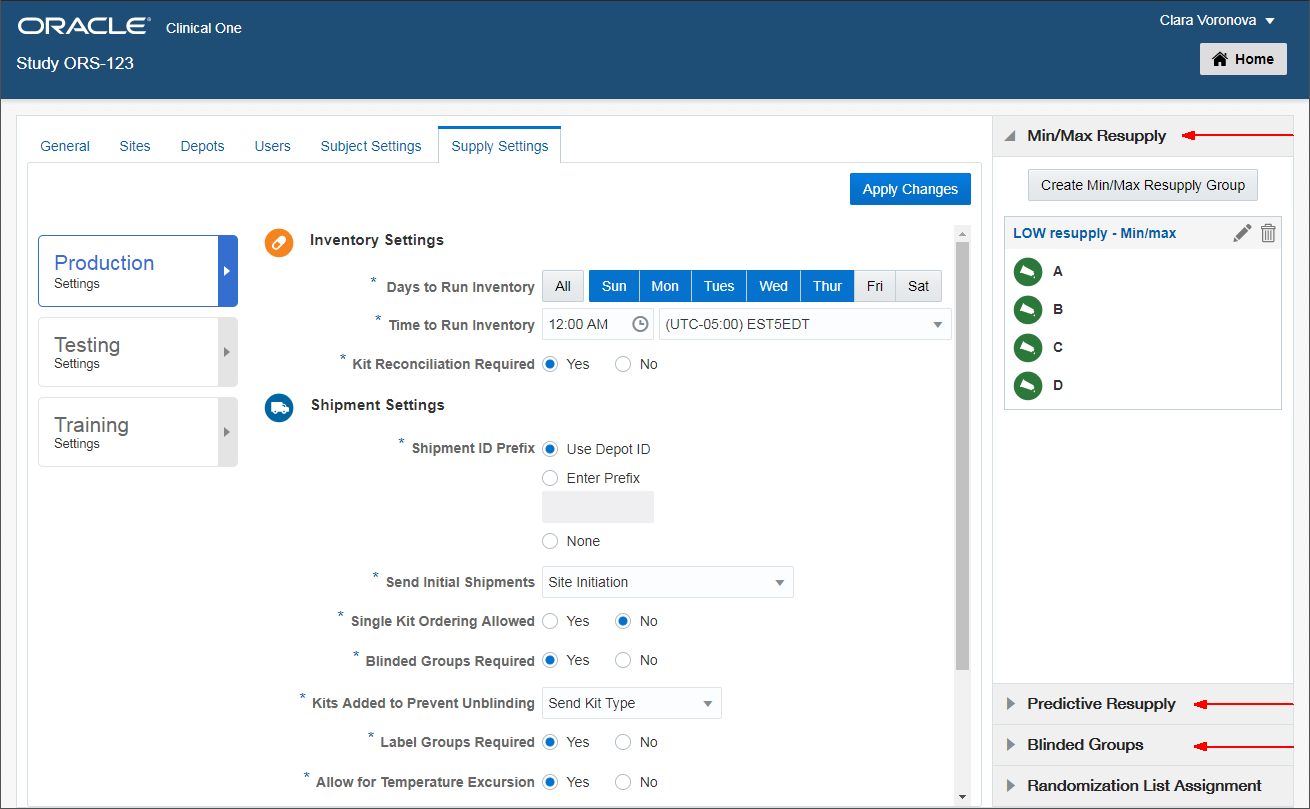 ORACLE® Clinical One
Clara Voronova
Study ORS-123
Home
General Sites Depots Users Subject Settings Supply Settings
Apply Changes
Production
Settings
Testing
Settings
Training
Settings
Inventory Settings
* Days to Run Inventory All Sun Mon Tues Wed Thur Fri Sat
* Time to Run Inventory 12:00 AM (UTC-05:00) EST5EDT
* Kit Reconciliation Required Yes No
Shipment Settings
* Shipment ID Prefix Use Depot ID
Enter Prefix
None
* Send Initial Shipments Site Initiation
* Single Kit Ordering Allowed Yes No
* Blinded Groups Required Yes No
* Kits Added to Prevent Unblinding Send Kit Type
* Label Groups Required Yes No
* Allow for Temperature Excursion Yes No
Min/Max Resupply
Create Min/Max Resupply Group
LOW resupply - Min/max
A
B
C
D
Predictive Resupply
Blinded Groups
Randomization List Assignment